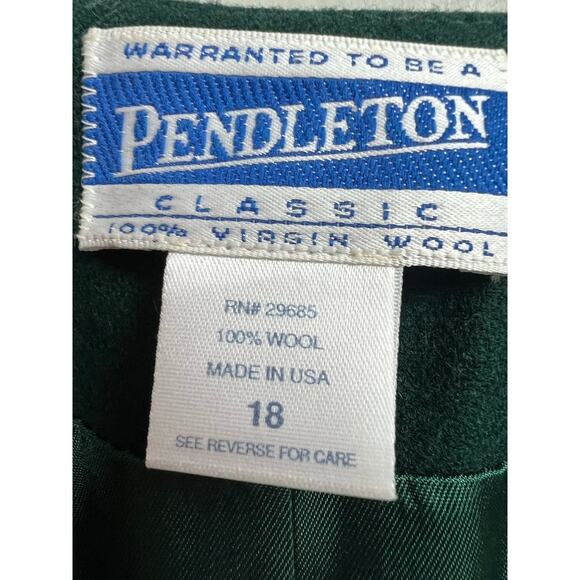 WARRANTED TO BE A
PENDLETON
CLASSIC
100% VIRGIN WOOL
RN# 29685
100% WOOL
MADE IN USA
18
SEE REVERSE FOR CARE